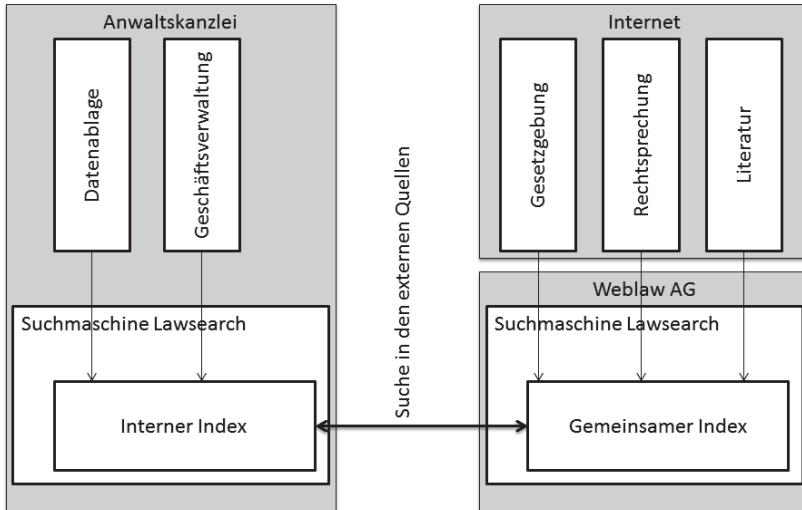 Anwaltskanzlei
Datenablage
Geschäftsverwaltung
Suchmaschine Lawsearch
Interner Index
Suche in den externen Quellen
Internet
Gesetzgebung
Rechtsprechung
Literatur
Weblaw AG
Suchmaschine Lawsearch
Gemeinsamer Index